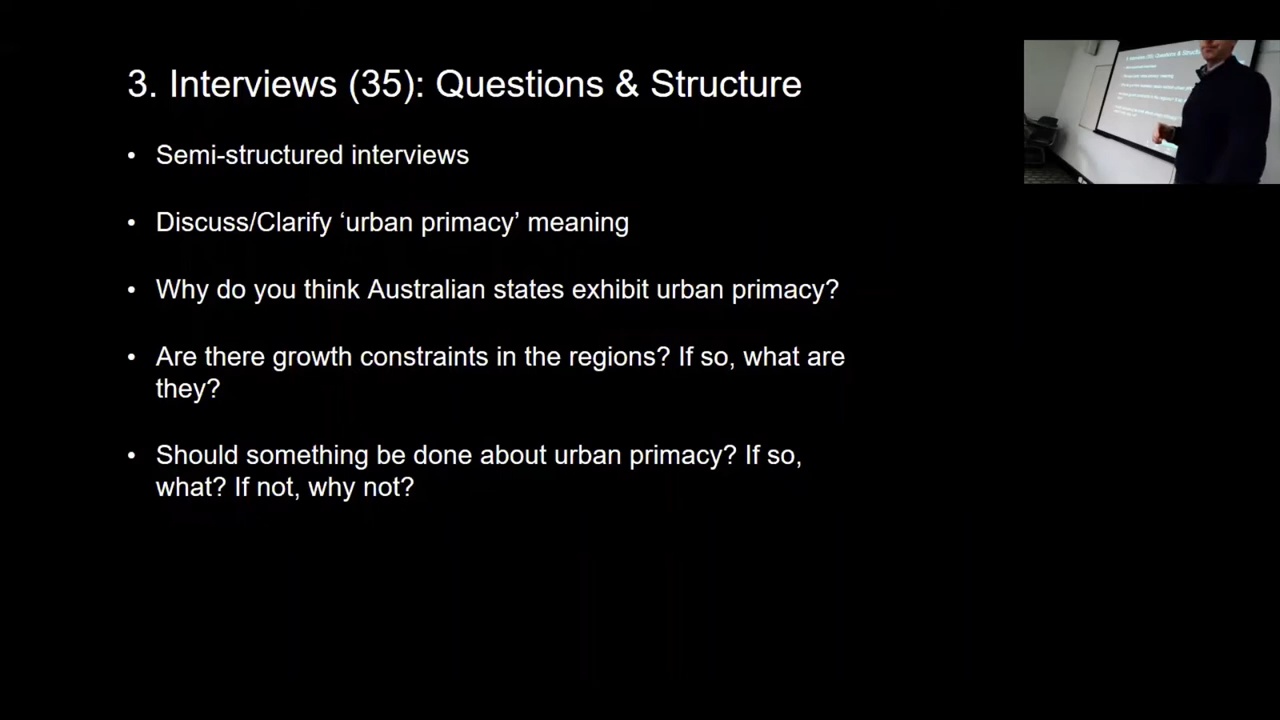 3. Interviews (35): Questions & Structure
• Semi-structured interviews
• Discuss/Clarify ‘urban primacy’ meaning
• Why do you think Australian states exhibit urban primacy?
• Are there growth constraints in the regions? If so, what are
they?
• Should something be done about urban primacy? If so,
what? If not, why not?